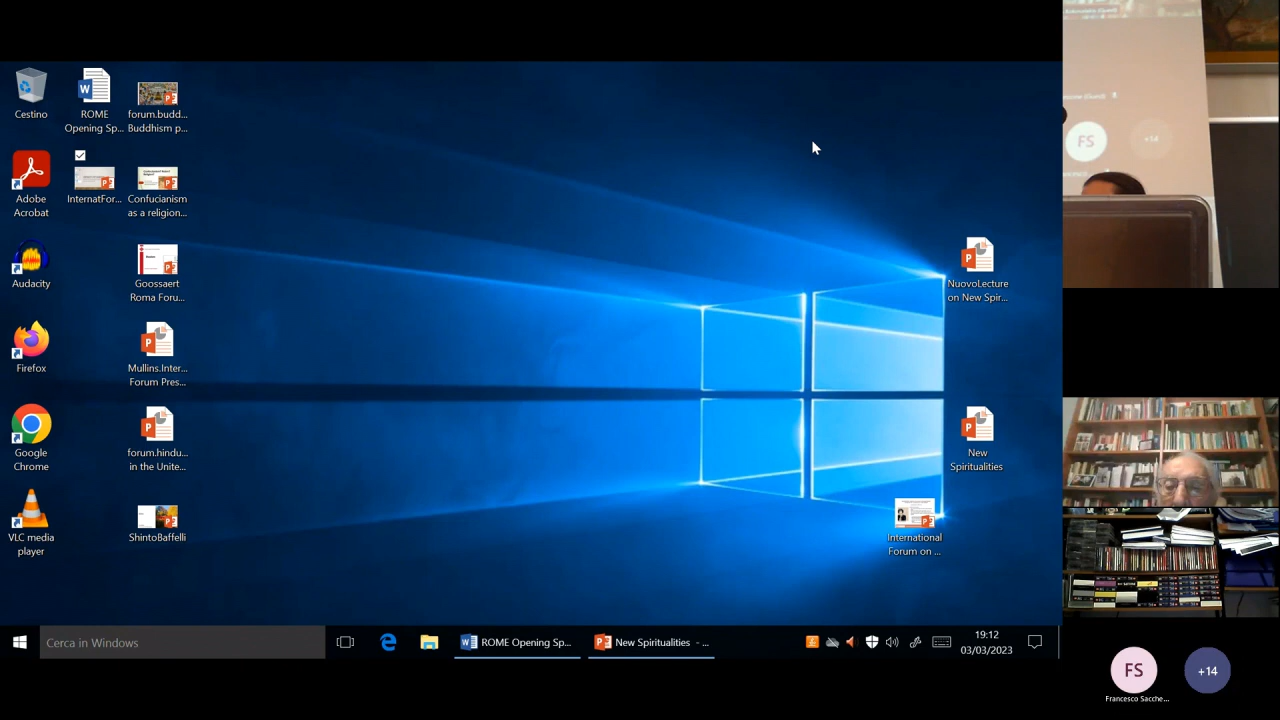 Cestino
ROME
Opening Sp...
forum.budd...
Buddhism p...
Adobe
Acrobat
InternatFor...
Confucianism
as a religion...
Audacity
Goossaert
Roma Foru...
NuovoLecture
on New Spir...
Firefox
Mullins.Inter...
Forum Pres...
Google
Chrome
forum.hindu...
in the Unite...
New
Spiritualities
VLC media
player
ShintoBaffelli
International
Forum on ...
Cerca in Windows
ROME Opening Sp...
New Spiritualities - ...
19:12
03/03/2023
FS
+14
FS
+14
Francesco Sacche...